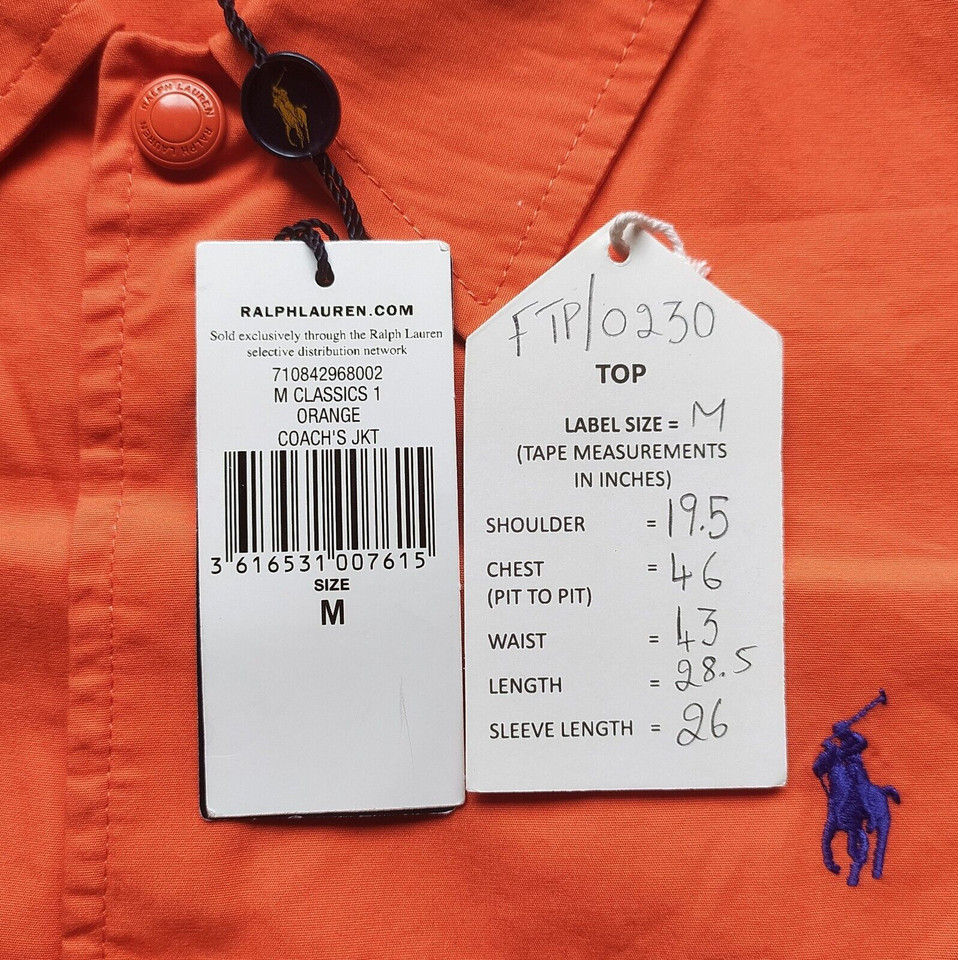 RALPH LAUREN RALPH LAUREN
RALPHLAUREN.COM
Sold exclusively through the Ralph Lauren
selective distribution network
710842968002
M CLASSICS 1
ORANGE
COACH'S JKT
3 616531 007615
SIZE
M
FTP/0230
TOP
LABEL SIZE = M
(TAPE MEASUREMENTS
IN INCHES)
SHOULDER = 19.5
CHEST = 46
(PIT TO PIT)
WAIST = 43
LENGTH = 28.5
SLEEVE LENGTH = 26